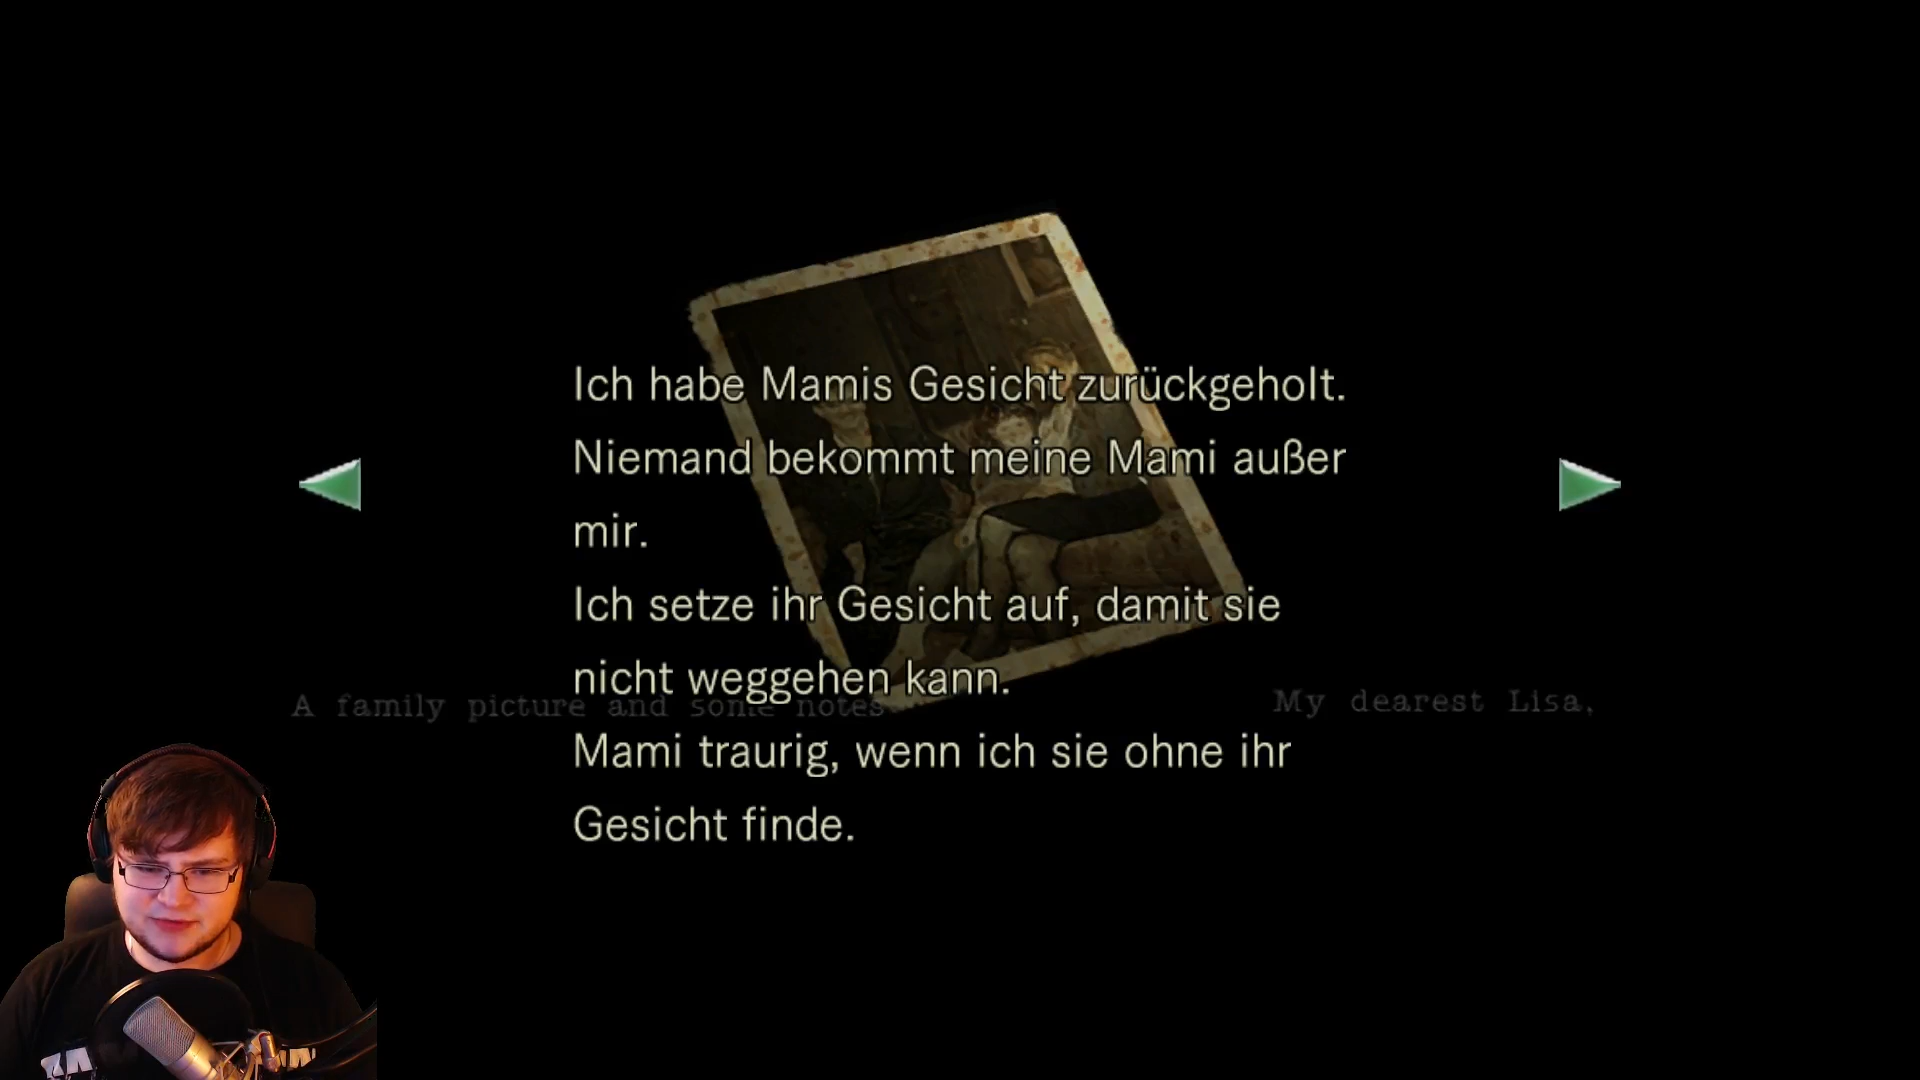 Ich habe Mamis Gesicht zurückgeholt.
Niemand bekommt meine Mami außer
mir.
Ich setze ihr Gesicht auf, damit sie
nicht weggehen kann.
A family picture and some notes
My dearest Lisa,
Mami traurig, wenn ich sie ohne ihr
Gesicht finde.